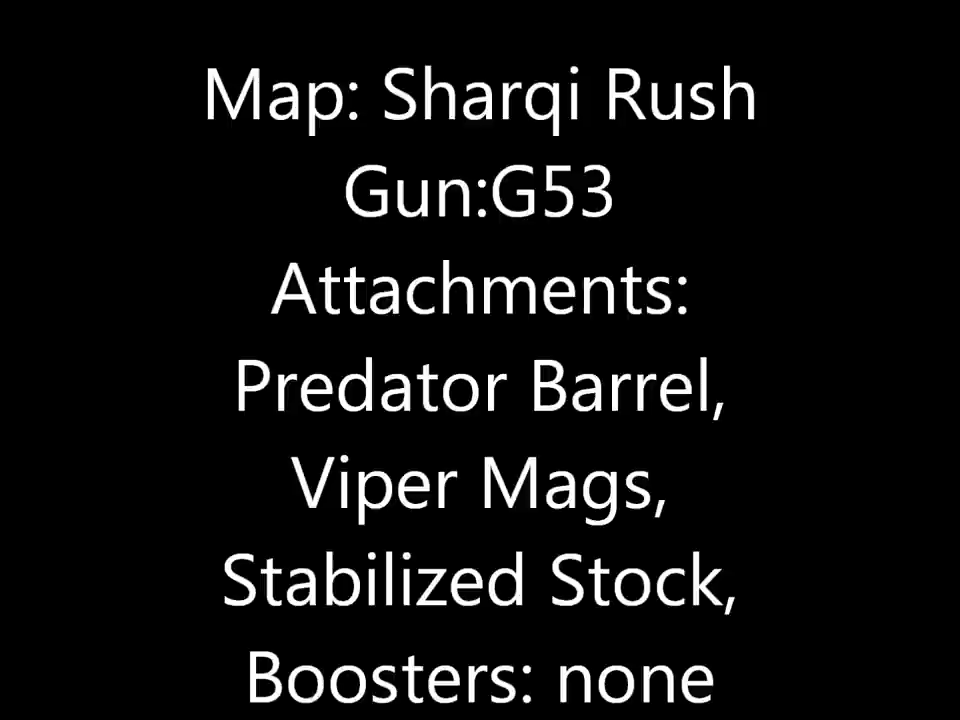 Map: Sharqi Rush
Gun:G53
Attachments:
Predator Barrel,
Viper Mags,
Stabilized Stock,
Boosters: none